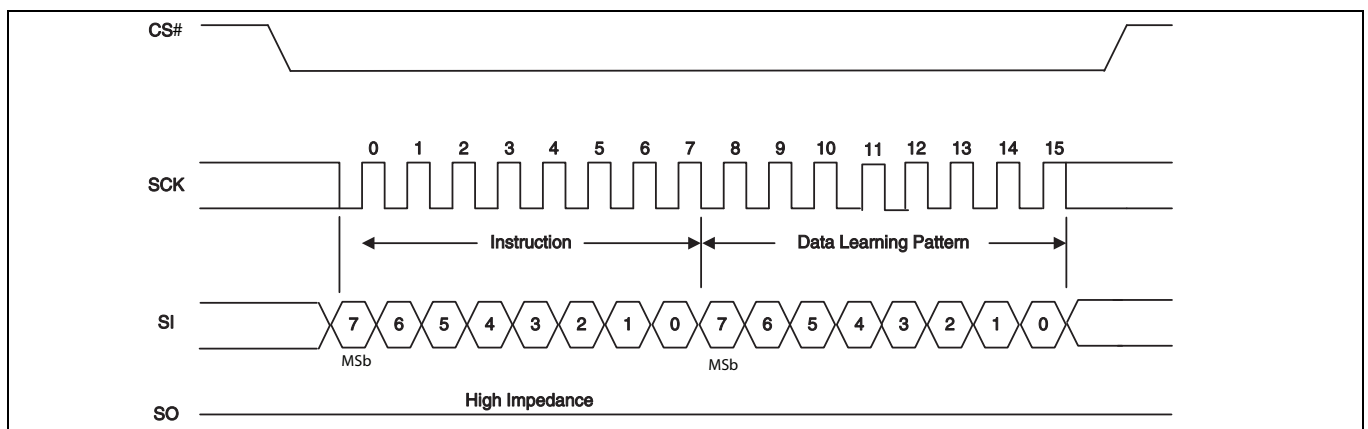 CS#
0 1 2 3 4 5 6 7 8 9 10 11 12 13 14 15
SCK
Instruction Data Learning Pattern
SI 7 6 5 4 3 2 1 0 7 6 5 4 3 2 1 0
MSb MSb
High Impedance
SO